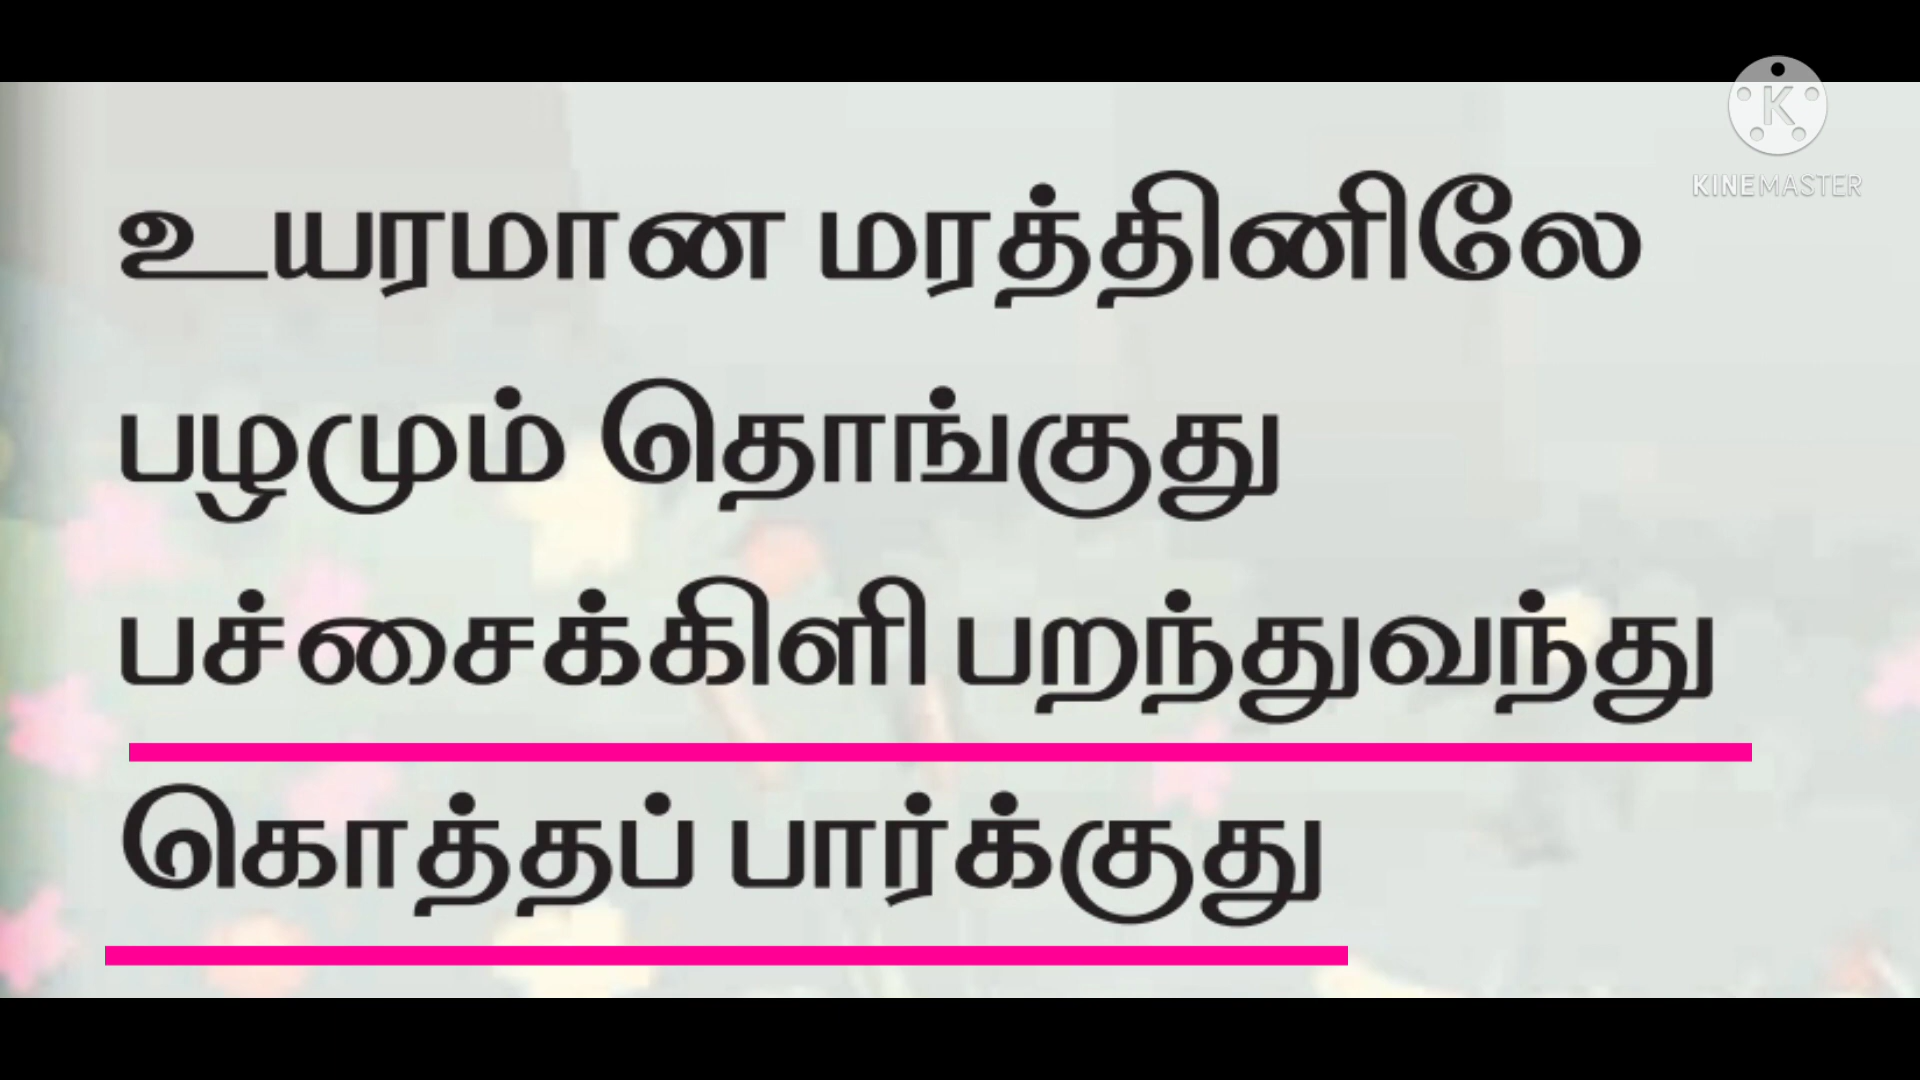 KINEMASTER
உயரமான மரத்தினிலே
பழமும் தொங்குது
பச்சைக்கிளி பறந்துவந்து
கொத்தப் பார்க்குது